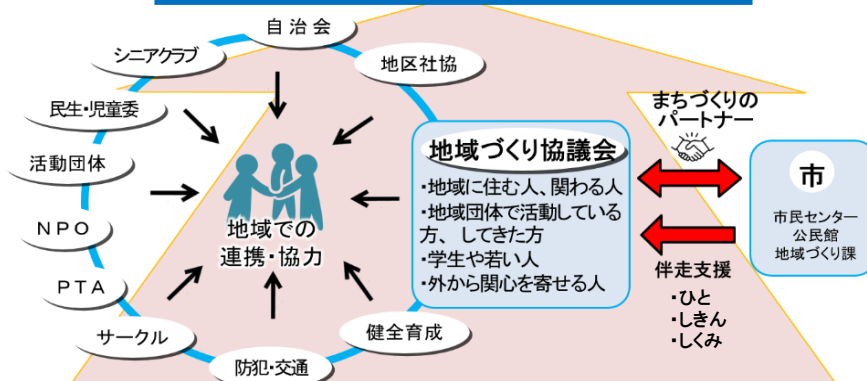 自治会
シニアクラブ
地区社協
民生・児童委
活動団体
NPO
PTA
サークル
防犯・交通
健全育成
地域での
連携・協力
地域づくり協議会
・地域に住む人、関わる人
・地域団体で活動している
方、してきた方
・学生や若い人
・外から関心を寄せる人
まちづくりの
パートナー
伴走支援
・ひと
・しきん
・しくみ
市
市民センター
公民館
地域づくり課